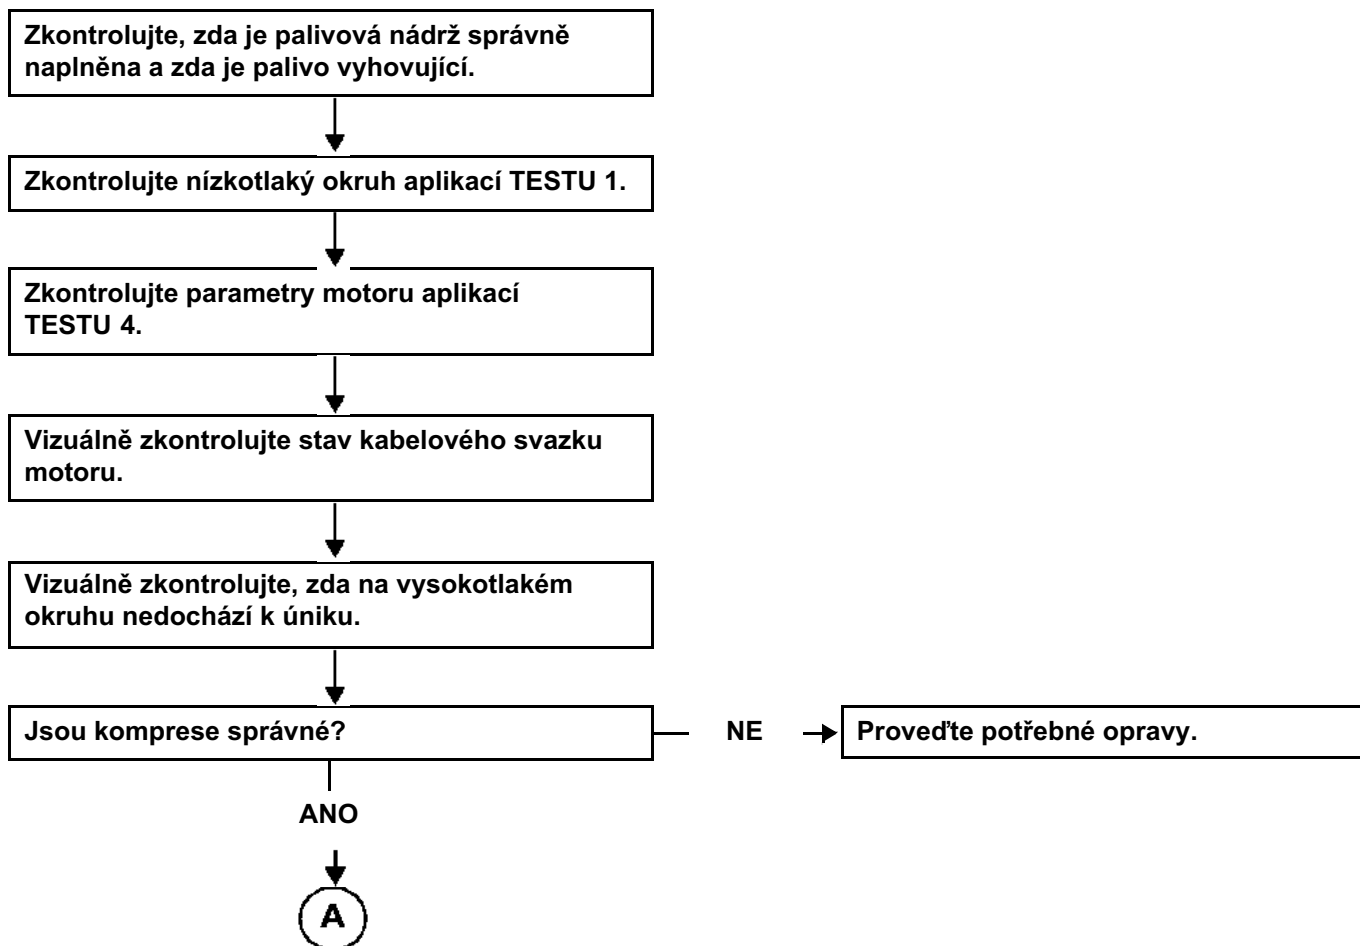 Zkontrolujte, zda je palivová nádrž správně
naplněna a zda je palivo vyhovující.
Zkontrolujte nízkotlaký okruh aplikací TESTU 1.
Zkontrolujte parametry motoru aplikací
TESTU 4.
Vizuálně zkontrolujte stav kabelového svazku
motoru.
Vizuálně zkontrolujte, zda na vysokotlakém
okruhu nedochází k úniku.
Jsou komprese správné?
NE
Proveďte potřebné opravy.
ANO
A